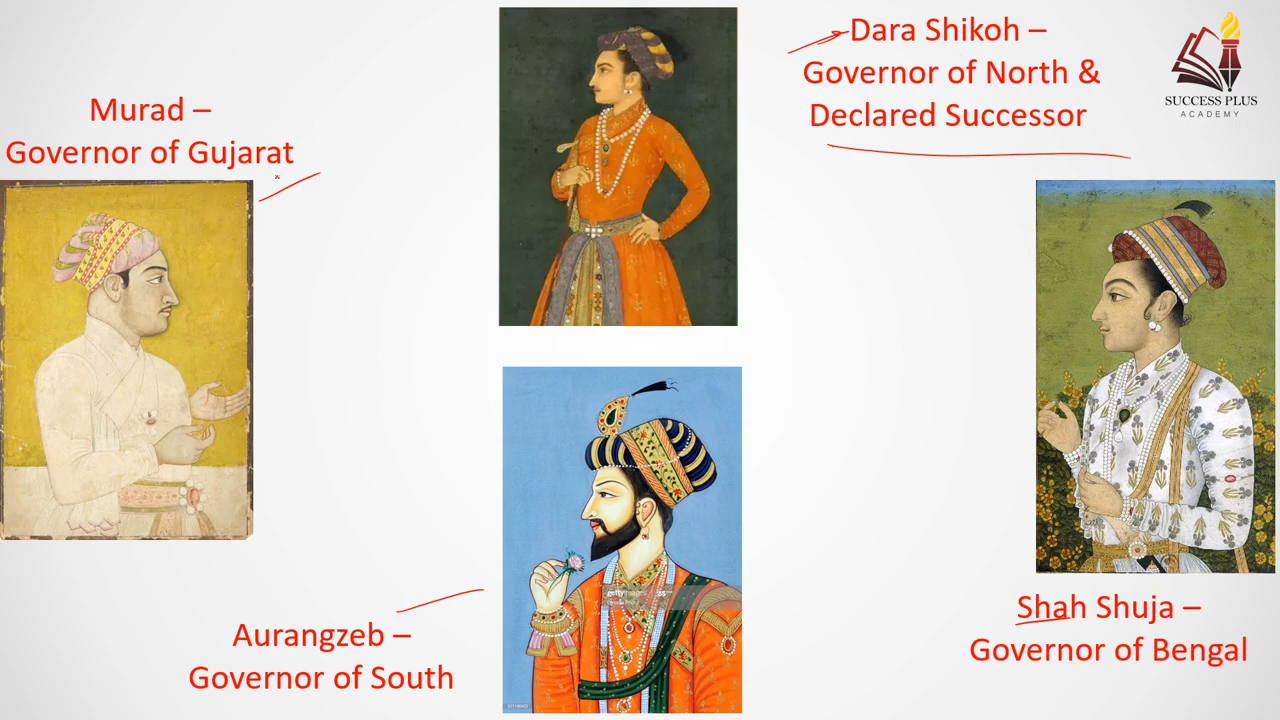 Dara Shikoh –
Governor of North &
Declared Successor
SUCCESS PLUS
ACADEMY
Murad –
Governor of Gujarat
gettyimages
Aurangzeb –
Governor of South
Shah Shuja –
Governor of Bengal